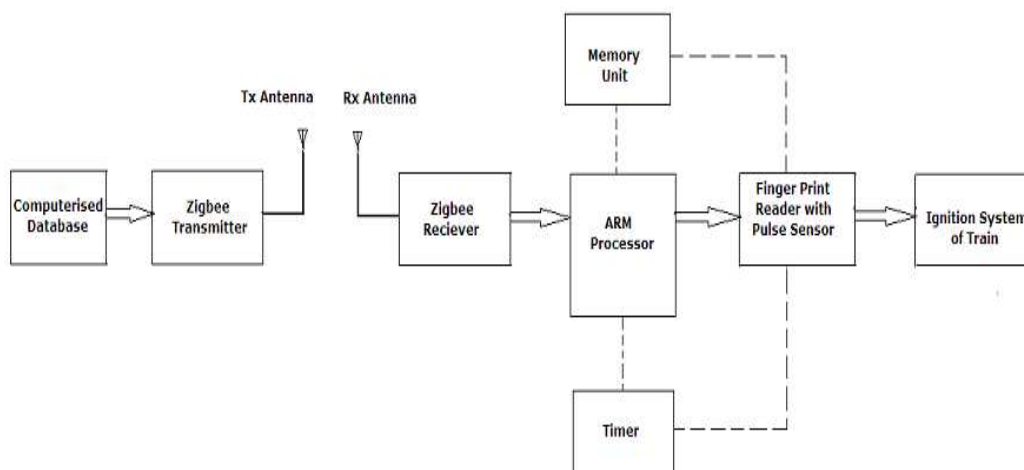 Memory
Unit
Tx Antenna
Rx Antenna
Computerised
Database
Zigbee
Transmitter
Zigbee
Reciever
ARM
Processor
Finger Print
Reader with
Pulse Sensor
Ignition System
of Train
Timer